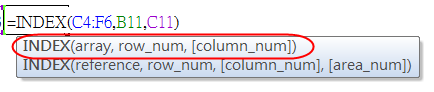 =INDEX(C4:F6,B11,C11)
INDEX(array, row_num, [column_num])
INDEX(reference, row_num, [column_num], [area_num])